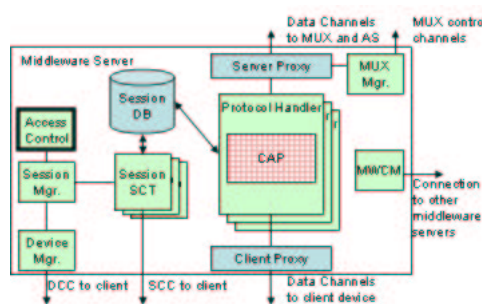 Data Channels
to MUX and AS
MUX control
channels
Middleware Server
Server Proxy
MUX
Mgr.
Session
DB
Protocol Handler
r
r
Access
Control
CAP
Session
Mgr.
Session
SCT
MWCM
Connection
to other
middleware
servers
Device
Mgr.
Client Proxy
DCC to client
SCC to client
Data Channels
to client device